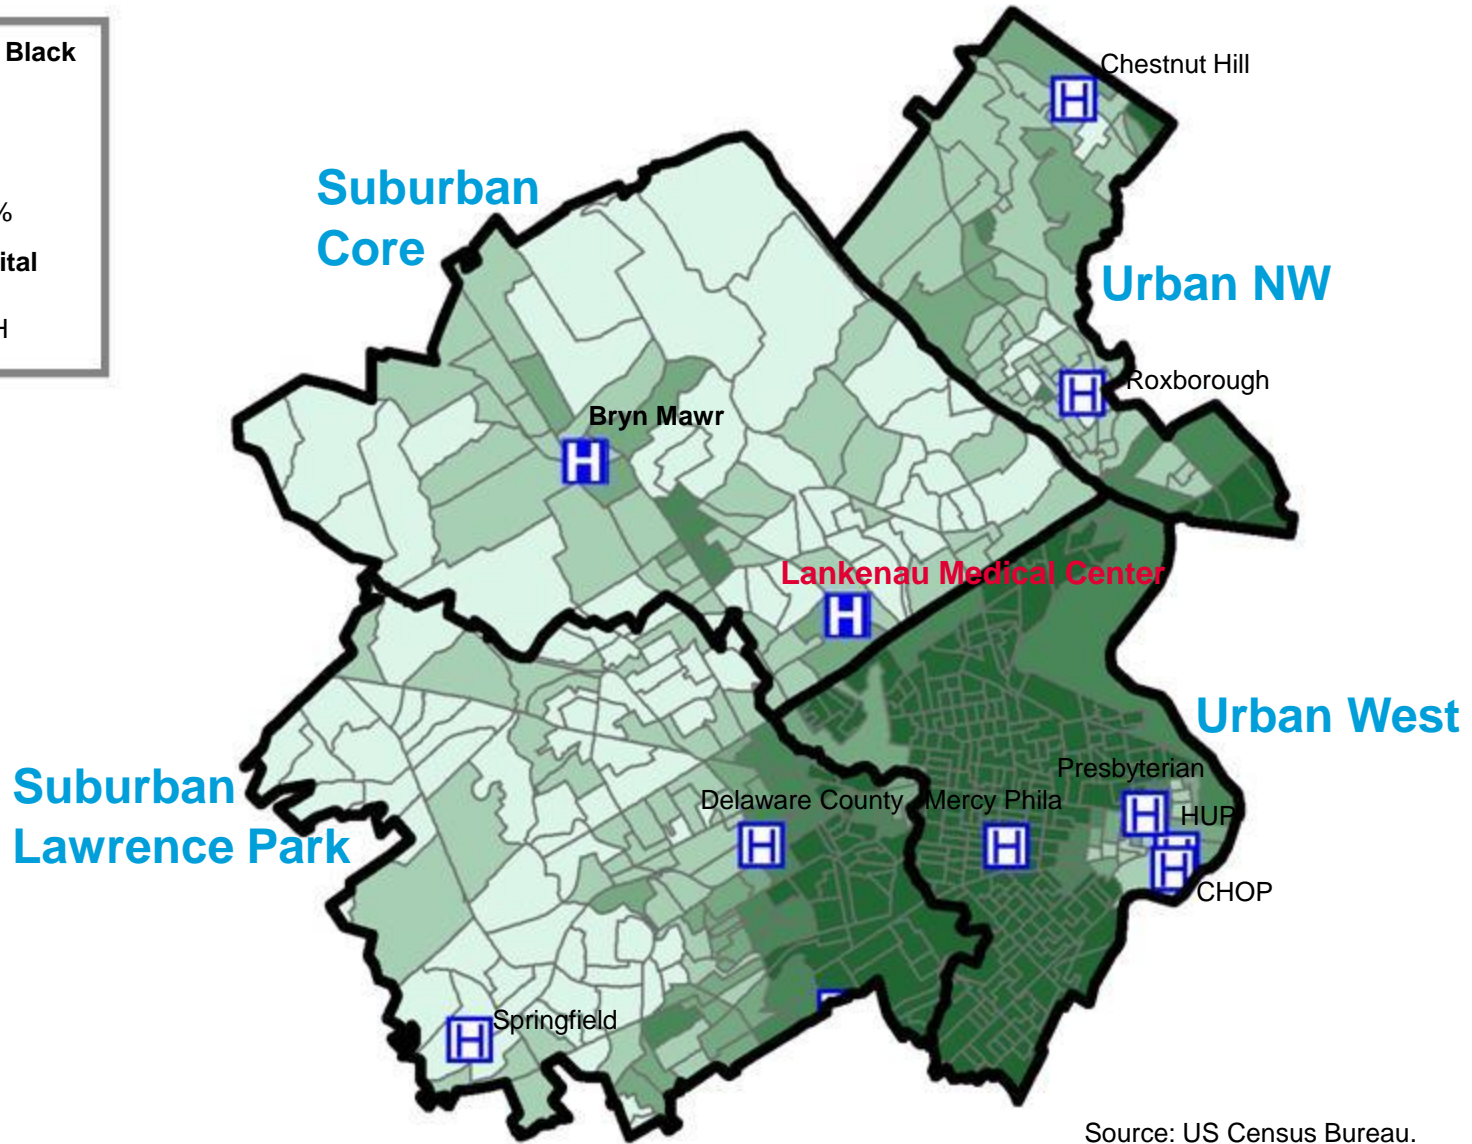 Black
%
ital
H
Chestnut Hill
H
Suburban
Core
Urban NW
Roxborough
H
Bryn Mawr
H
Lankenau Medical Center
H
Urban West
Suburban
Lawrence Park
Presbyterian
H
Delaware County
H
Mercy Phila
H
HUP
H
CHOP
Springfield
H
Source: US Census Bureau.